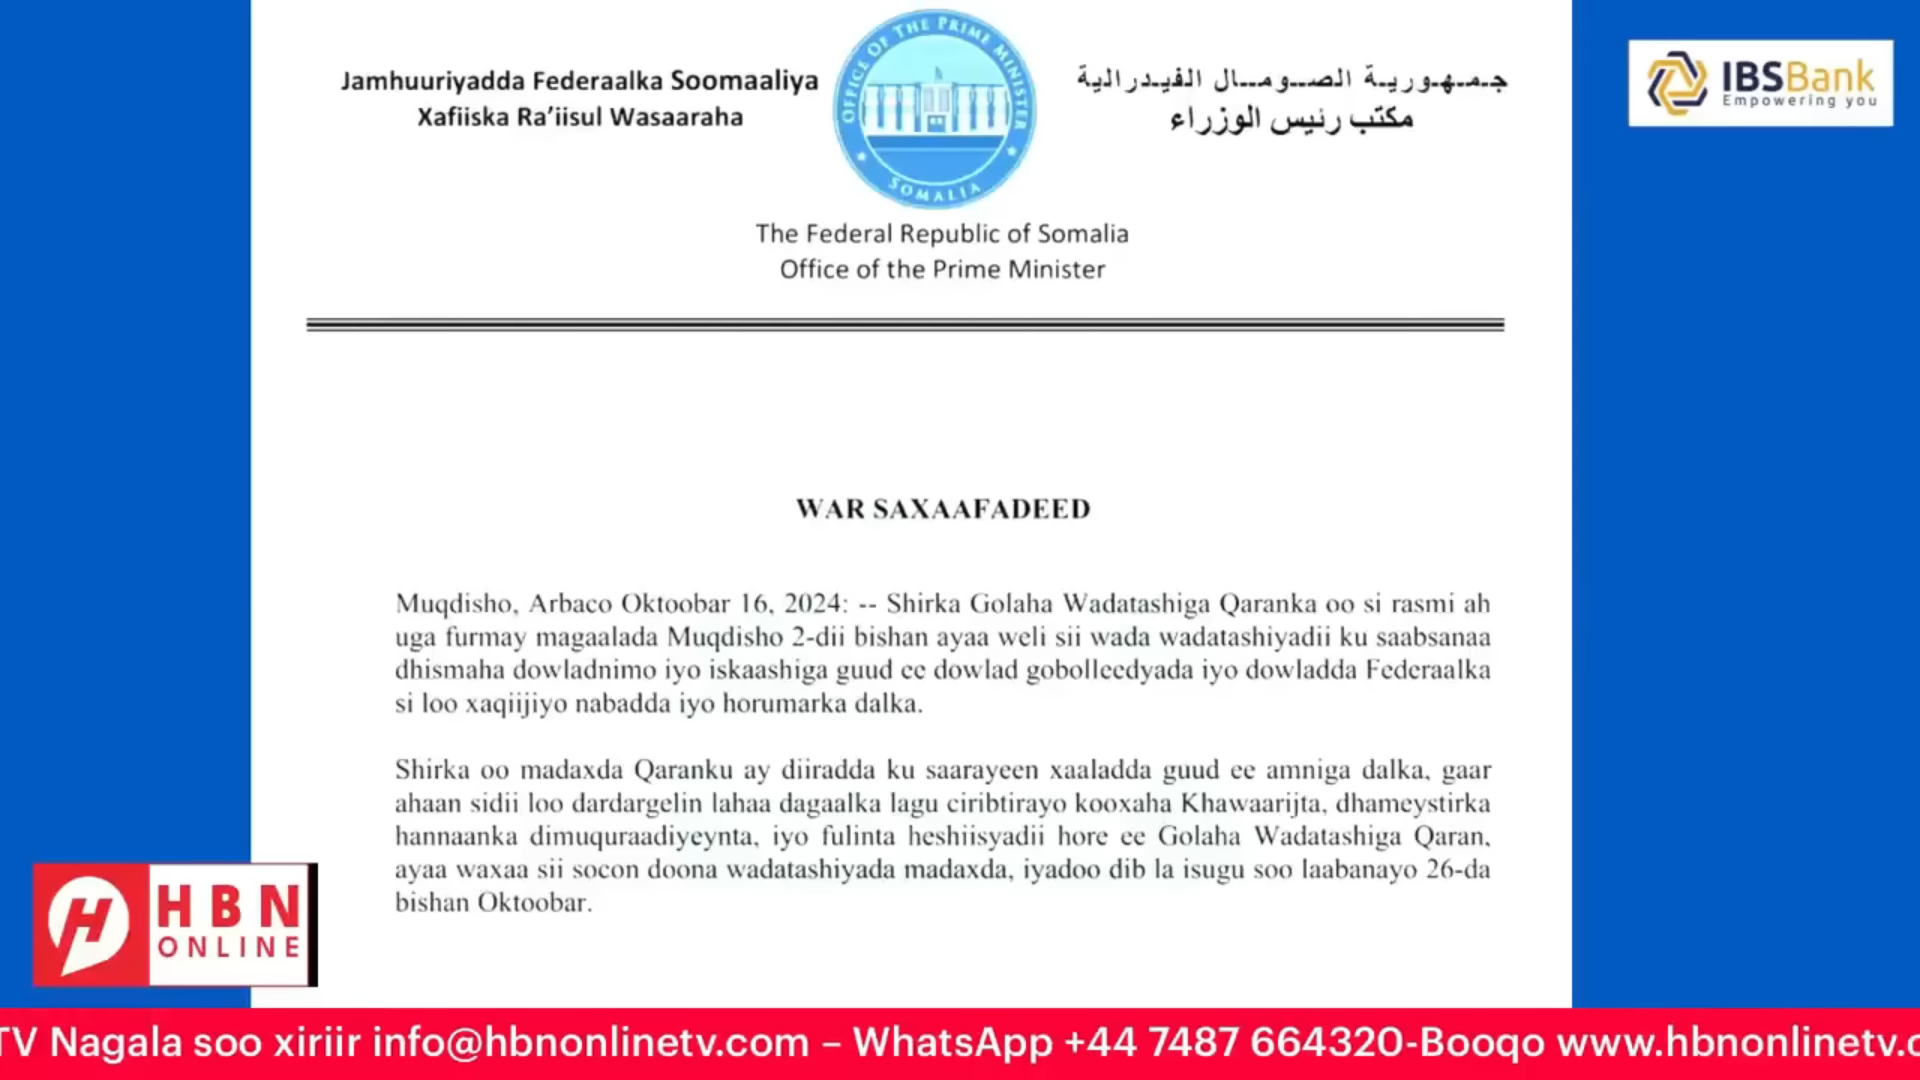 Jamhuuriyadda Federaalka Soomaaliya
Xafiiska Ra’iisul Wasaaraha
OFFICE OF THE PRIME MINISTER
SOMALIA
جمهورية الصومال الفيدرالية
مكتب رئيس الوزراء
IBSBank
Empowering you
The Federal Republic of Somalia
Office of the Prime Minister
WAR SAXAAFADEED
Muqdisho, Arbaco Oktoobar 16, 2024: -- Shirka Golaha Wadatashiga Qaranka oo si rasmi ah
uga furmay magaalada Muqdisho 2-dii bishan ayaa weli sii wada wadatashiyadii ku saabsanaa
dhismaha dowladnimo iyo iskaashiga guud ee dowlad gobolleedyada iyo dowladda Federaalka
si loo xaqiijiyo nabadda iyo horumarka dalka.
Shirka oo madaxda Qaranku ay diiradda ku saarayeen xaaladda guud ee amniga dalka, gaar
ahaan sidii loo dardargelin lahaa dagaalka lagu ciribtirayo kooxaha Khawaarijta, dhameystirka
hannaanka dimuquraadiyeynta, iyo fulinta heshiisyadii hore ee Golaha Wadatashiga Qaran,
ayaa waxaa sii socon doona wadatashiyada madaxda, iyadoo dib la isugu soo laabanayo 26-da
bishan Oktoobar.
HBN
ONLINE
TV Nagala soo xiriir info@hbnonlinetv.com – WhatsApp +44 7487 664320-Booqo www.hbnonlinetv.c